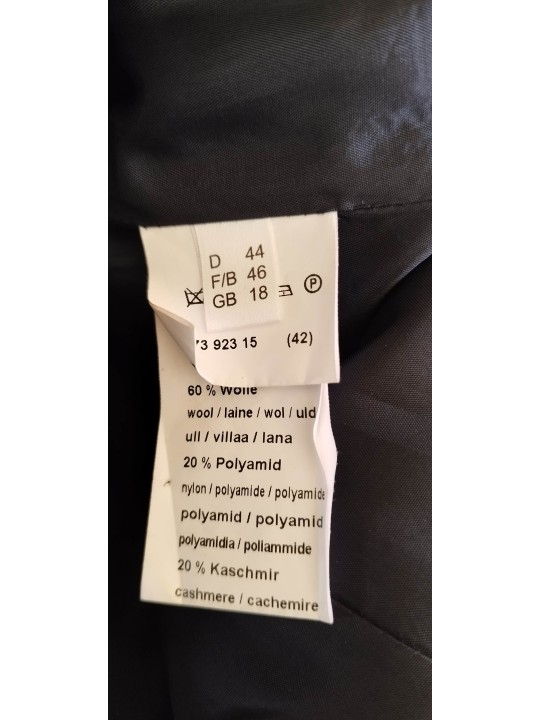 D 44
F/B 46
GB 18
P
923 15 (42)
60 % Wolle
wool / laine / wol / uld
ull / villaa / lana
20 % Polyamid
nylon / polyamide / polyamide
polyamid / polyamid
polyamidia / poliammide
20 % Kaschmir
cashmere / cachemire